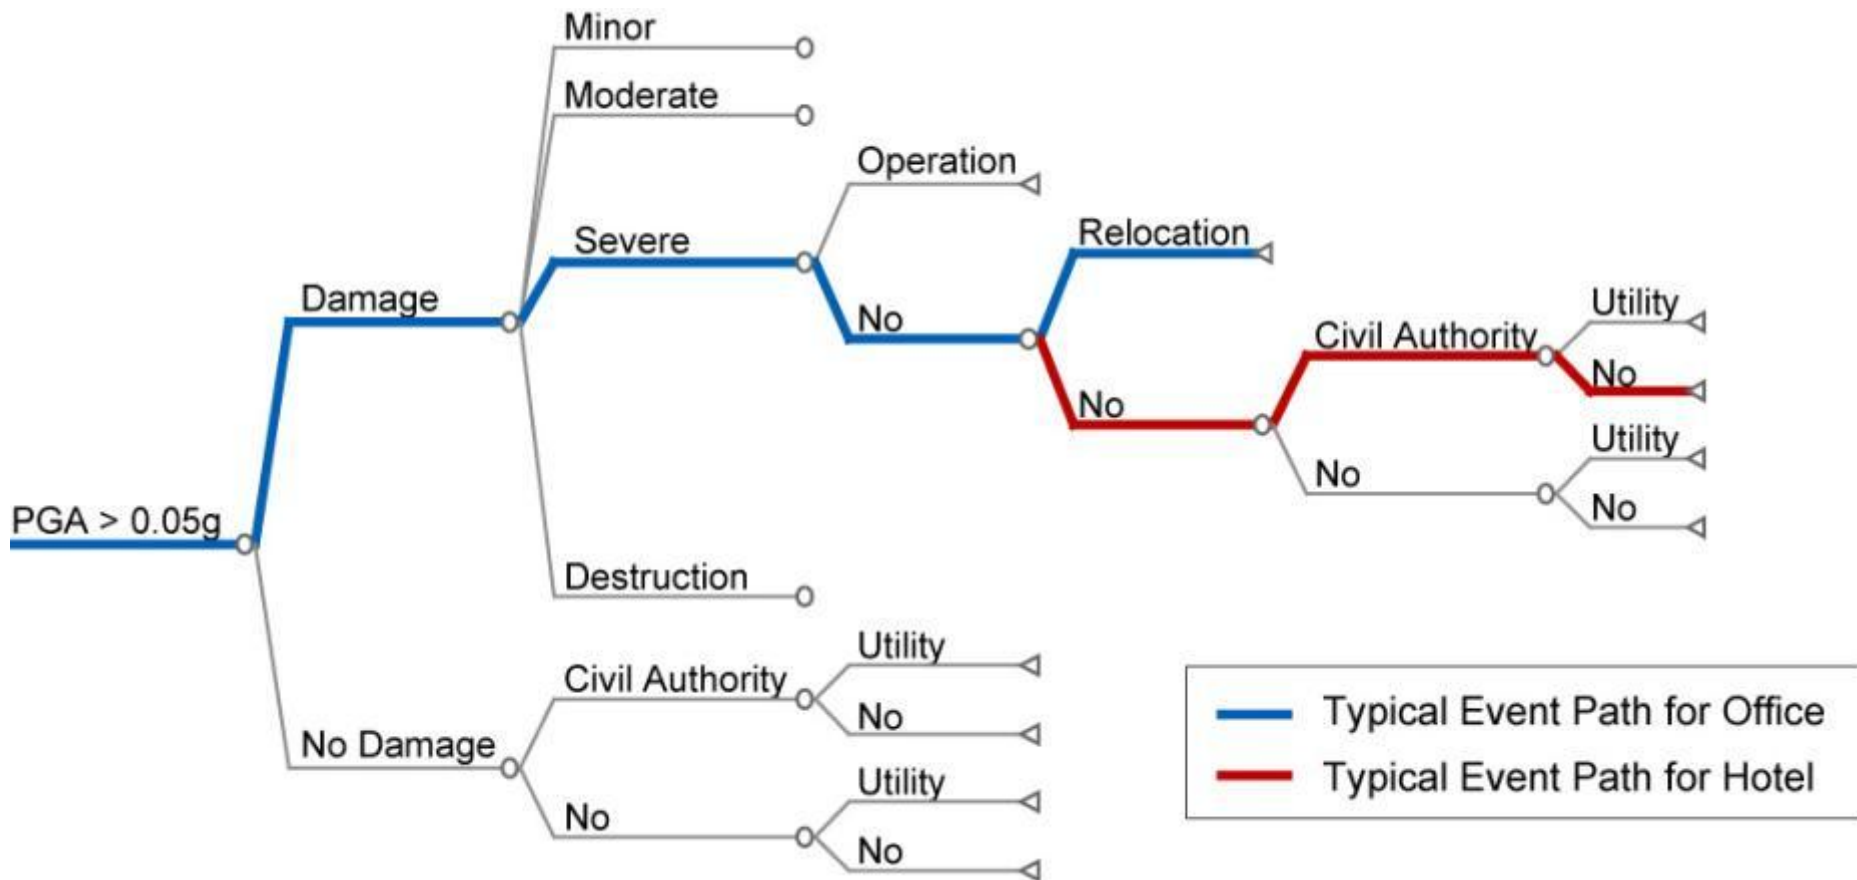 Minor
Moderate
Operation
Severe
Relocation
Damage
Utility
No
Civil Authority
No
No
Utility
No
No
PGA > 0.05g
Destruction
Utility
Civil Authority
No
No Damage
Utility
No
No
Typical Event Path for Office
Typical Event Path for Hotel